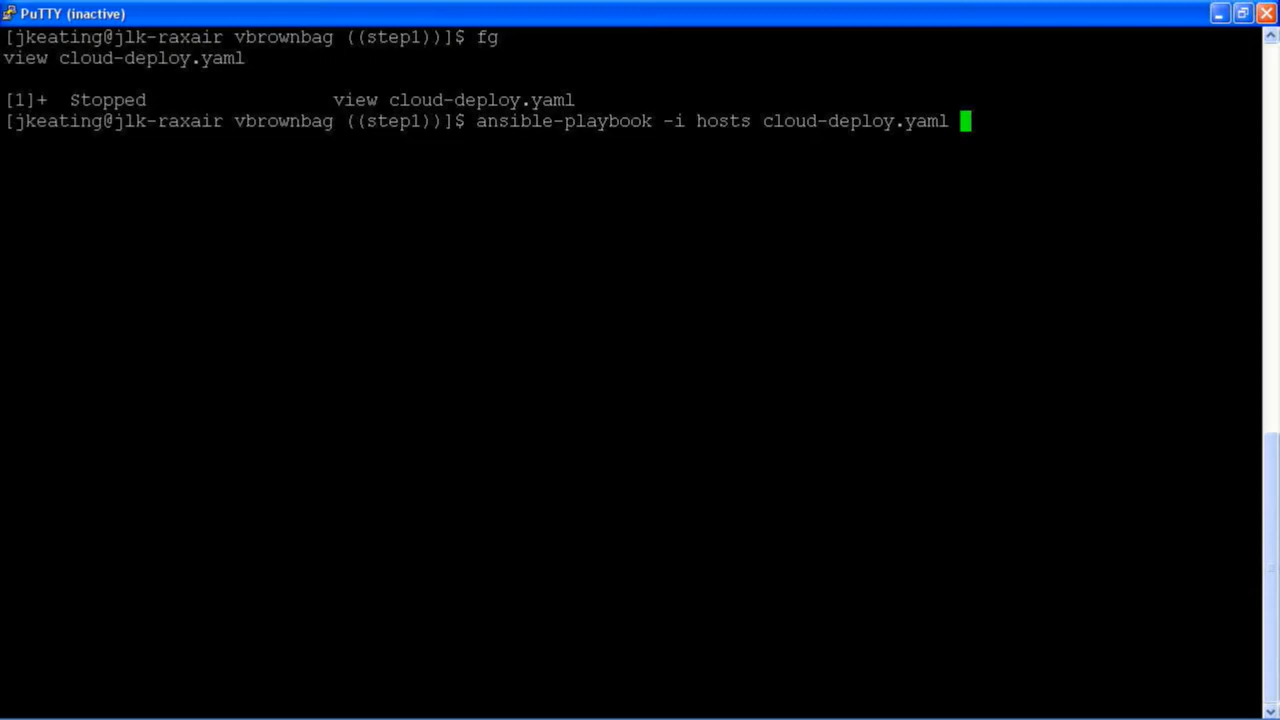 PuTTY (inactive)
[jkeating@jlk-raxair vbrownbag ((step1))]$ fg
view cloud-deploy.yaml
[1]+  Stopped                 view cloud-deploy.yaml
[jkeating@jlk-raxair vbrownbag ((step1))]$ ansible-playbook -i hosts cloud-deploy.yaml